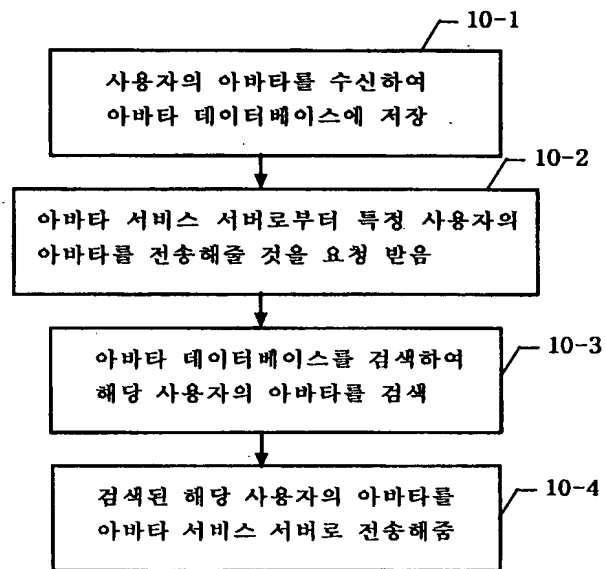 10-1
사용자의 아바타를 수신하여
아바타 데이터베이스에 저장
10-2
아바타 서비스 서버로부터 특정 사용자의
아바타를 전송해줄 것을 요청 받음
10-3
아바타 데이터베이스를 검색하여
해당 사용자의 아바타를 검색
10-4
검색된 해당 사용자의 아바타를
아바타 서비스 서버로 전송해줌